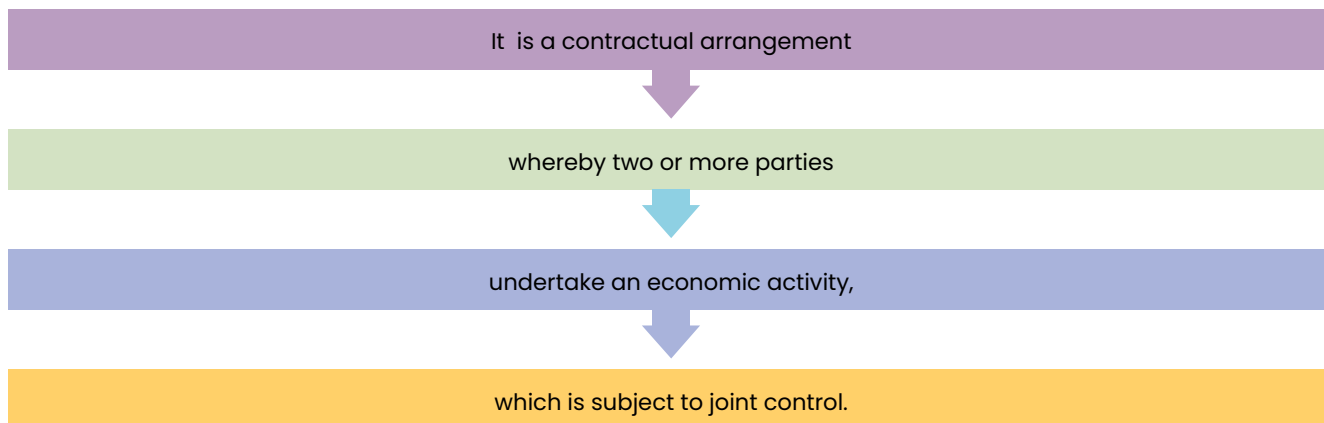 It is a contractual arrangement
whereby two or more parties
undertake an economic activity,
which is subject to joint control.